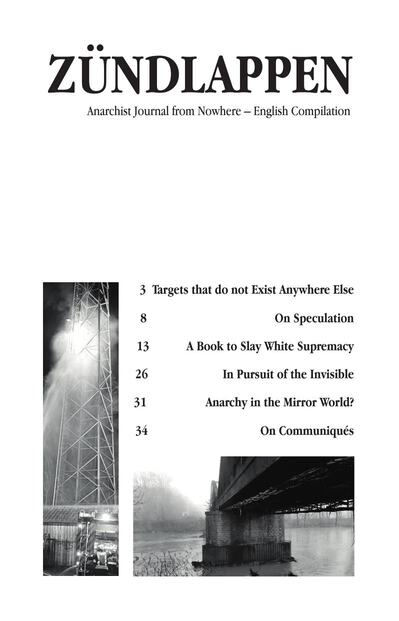 ZÜNDLAPPEN
Anarchist Journal from Nowhere – English Compilation
3 Targets that do not Exist Anywhere Else
8 On Speculation
13 A Book to Slay White Supremacy
26 In Pursuit of the Invisible
31 Anarchy in the Mirror World?
34 On Communiqués